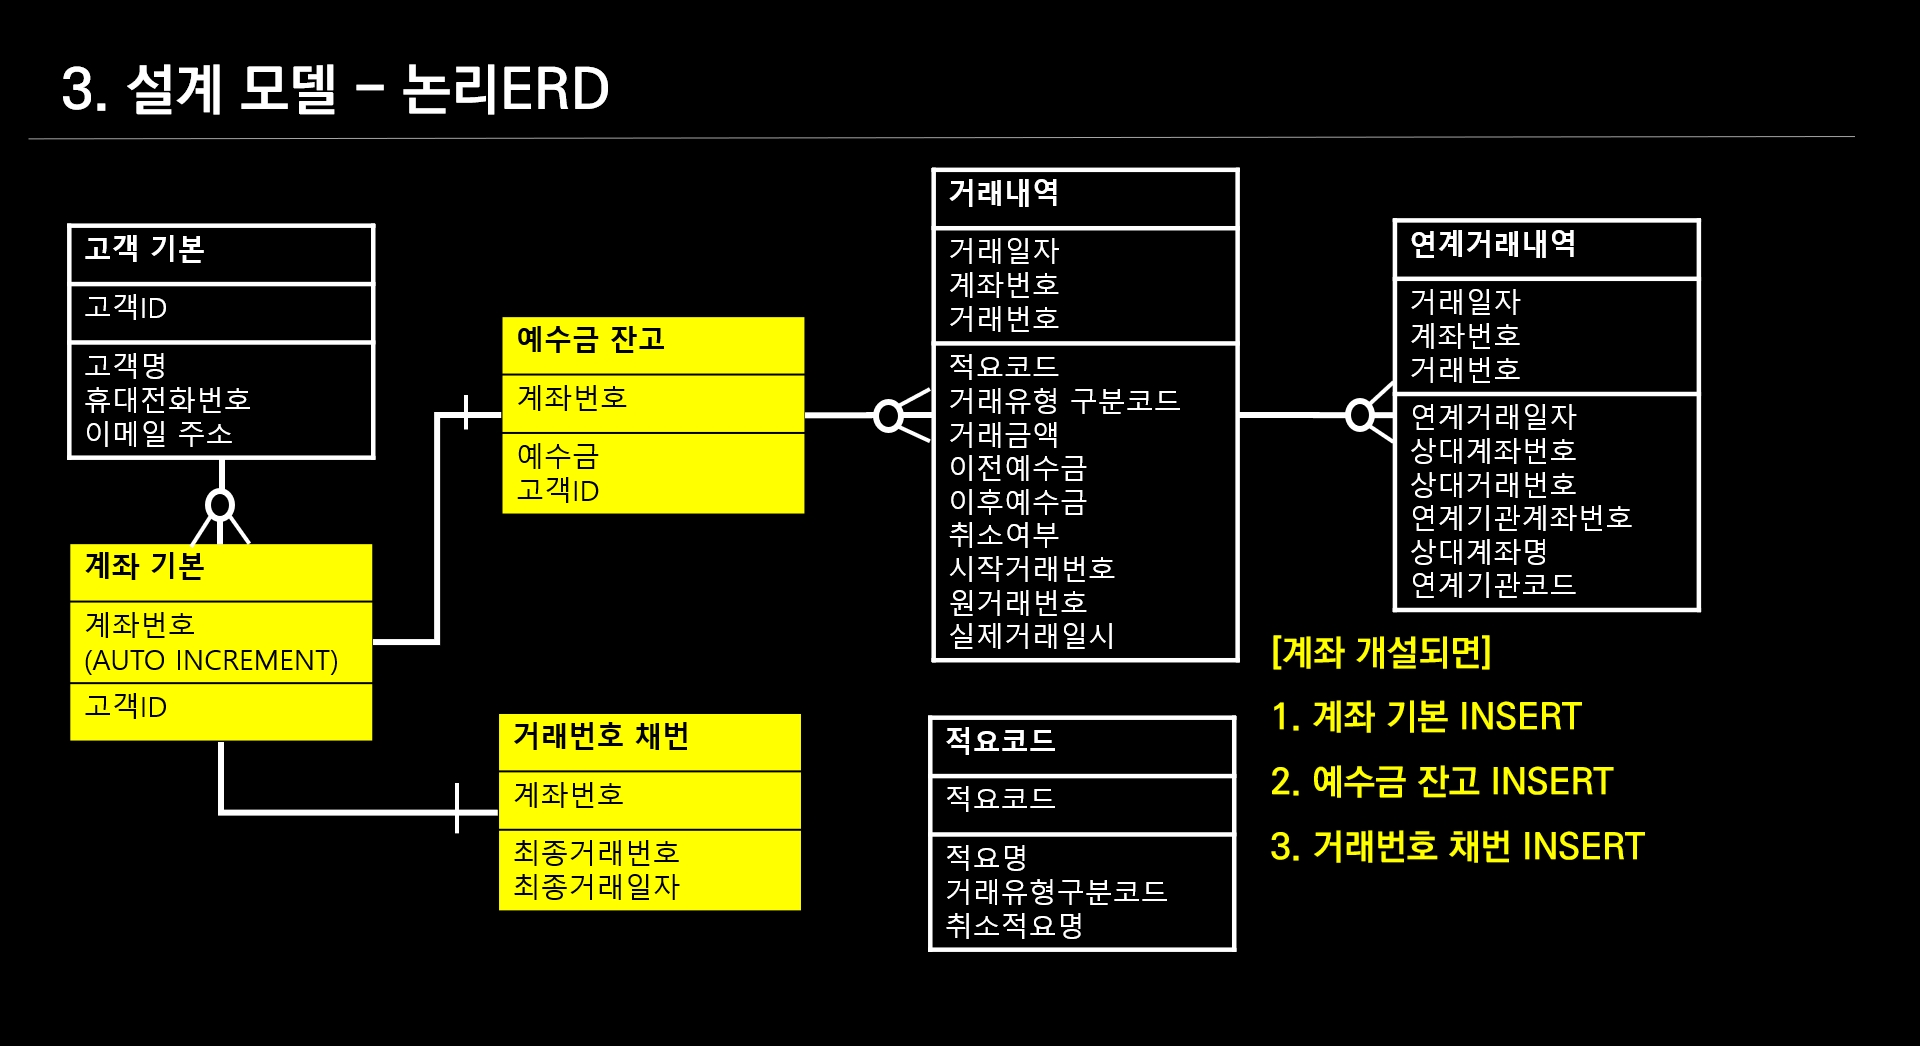 3. 설계 모델 – 논리ERD
고객 기본
고객ID
고객명
휴대전화번호
이메일 주소
계좌 기본
계좌번호
(AUTO INCREMENT)
고객ID
예수금 잔고
계좌번호
예수금
고객ID
거래번호 채번
계좌번호
최종거래번호
최종거래일자
거래내역
거래일자
계좌번호
거래번호
적요코드
거래유형 구분코드
거래금액
이전예수금
이후예수금
취소여부
시작거래번호
원거래번호
실제거래일시
적요코드
적요코드
적요명
거래유형구분코드
취소적요명
연계거래내역
거래일자
계좌번호
거래번호
연계거래일자
상대계좌번호
상대거래번호
연계기관계좌번호
상대계좌명
연계기관코드
[계좌 개설되면]
1. 계좌 기본 INSERT
2. 예수금 잔고 INSERT
3. 거래번호 채번 INSERT